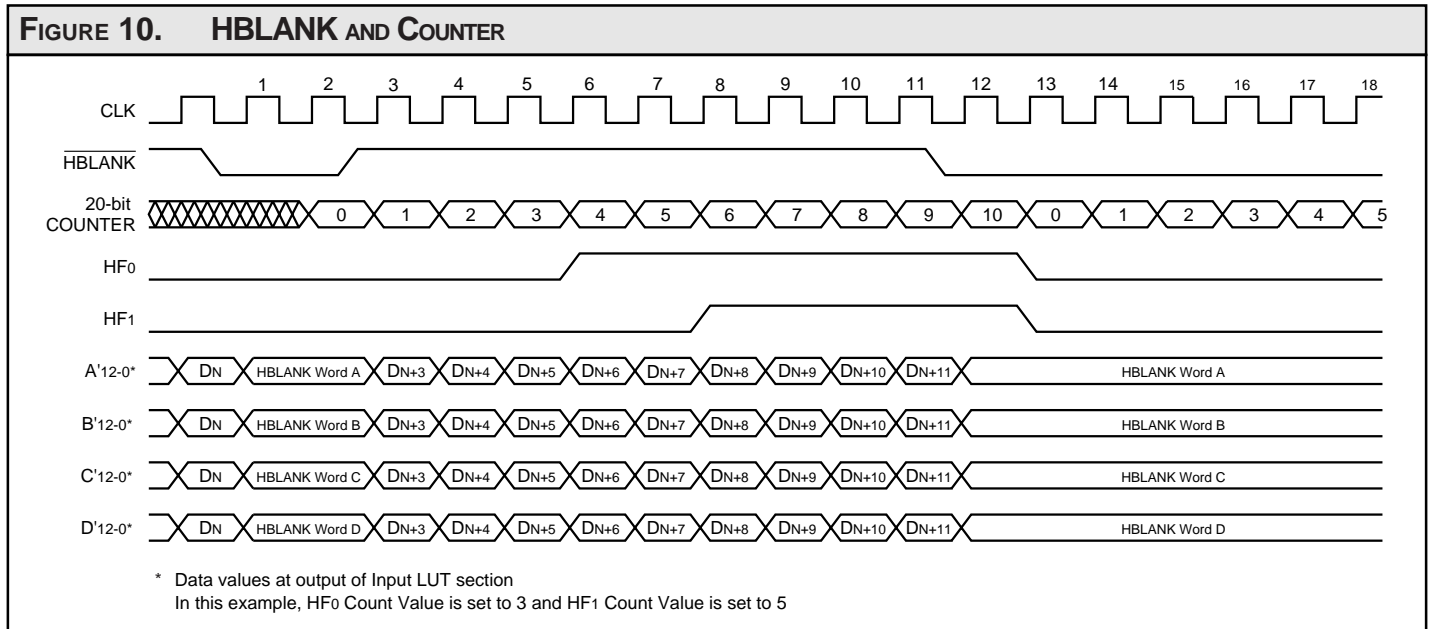 FIGURE 10. HBLANK AND COUNTER
1 2 3 4 5 6 7 8 9 10 11 12 13 14 15 16 17 18
CLK
HBLANK
20-bit
COUNTER 0 1 2 3 4 5 6 7 8 9 10 0 1 2 3 4 5
HF0
HF1
A'12-0* DN HBLANK Word A DN+3 DN+4 DN+5 DN+6 DN+7 DN+8 DN+9 DN+10 DN+11 HBLANK Word A
B'12-0* DN HBLANK Word B DN+3 DN+4 DN+5 DN+6 DN+7 DN+8 DN+9 DN+10 DN+11 HBLANK Word B
C'12-0* DN HBLANK Word C DN+3 DN+4 DN+5 DN+6 DN+7 DN+8 DN+9 DN+10 DN+11 HBLANK Word C
D'12-0* DN HBLANK Word D DN+3 DN+4 DN+5 DN+6 DN+7 DN+8 DN+9 DN+10 DN+11 HBLANK Word D
* Data values at output of Input LUT section
In this example, HF0 Count Value is set to 3 and HF1 Count Value is set to 5